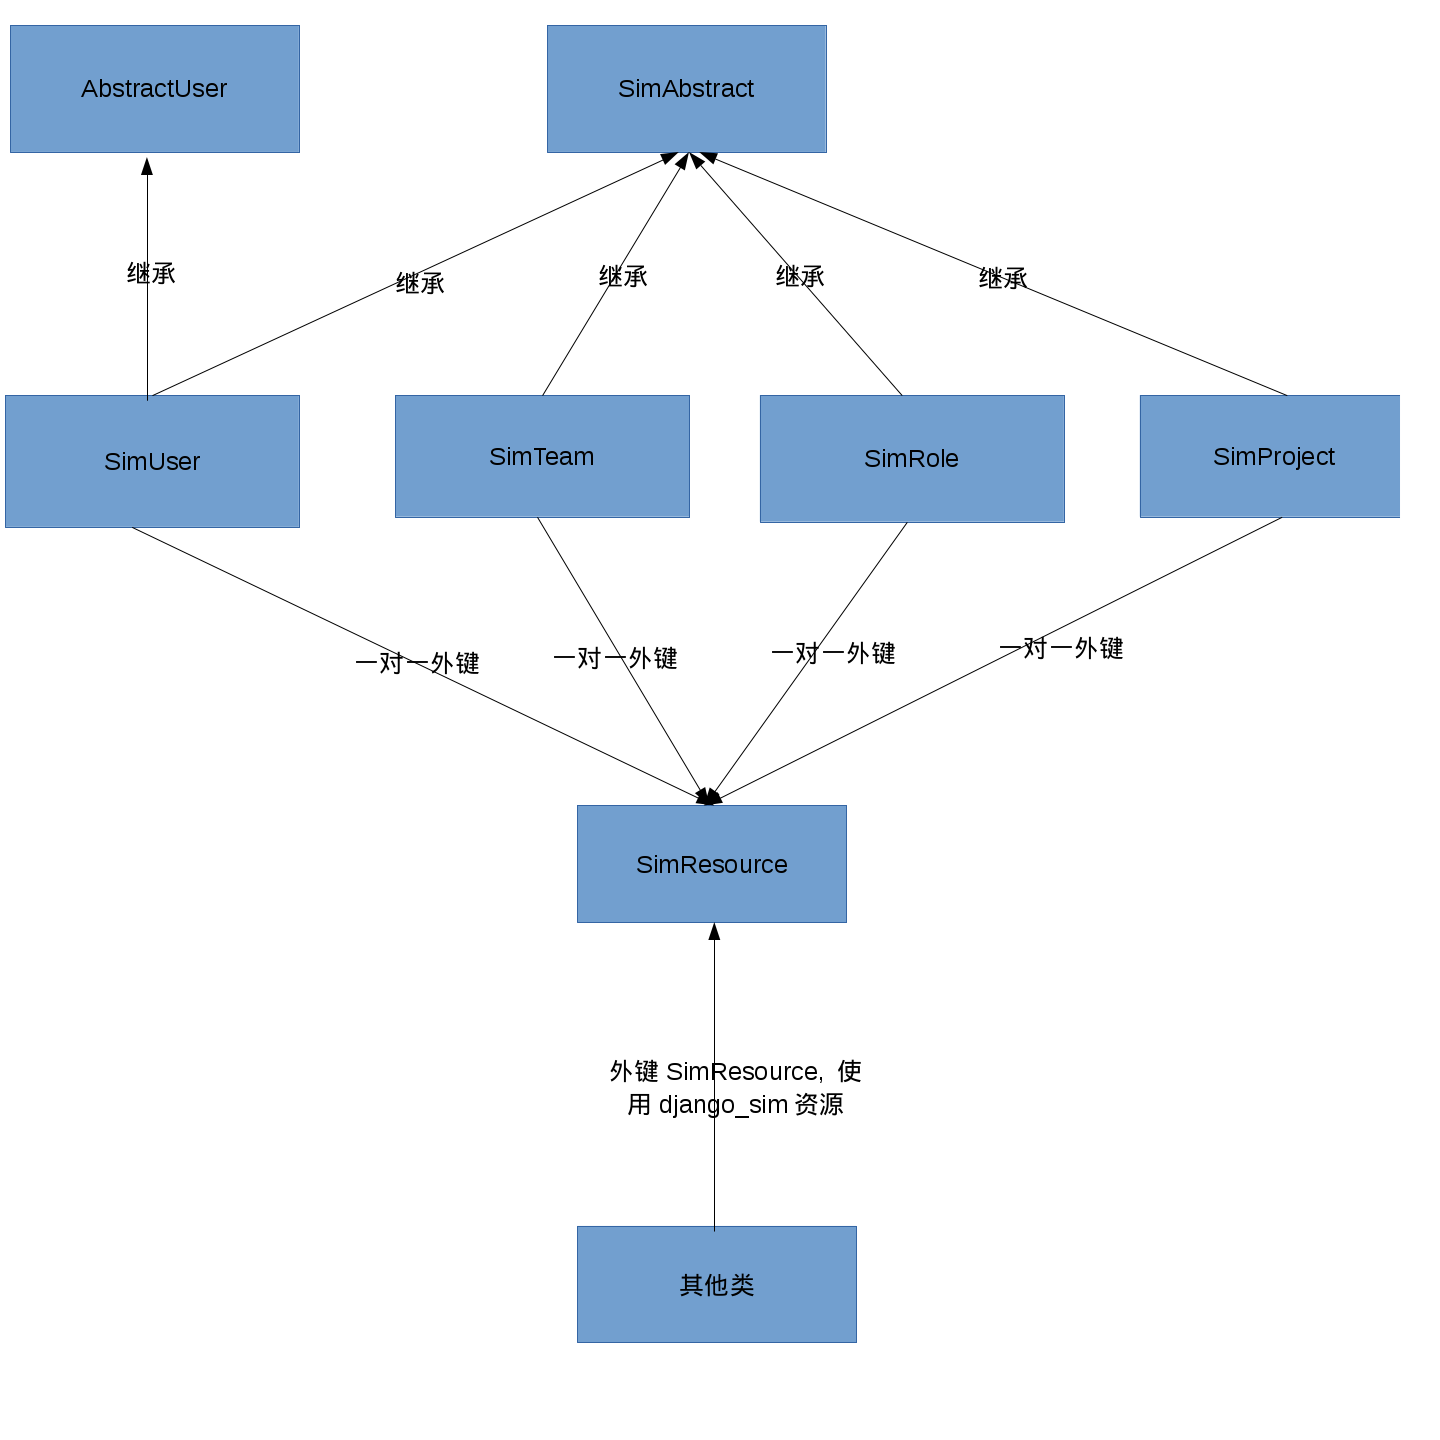 AbstractUser
SimAbstract
继承
继承
继承
继承
继承
SimUser
SimTeam
SimRole
SimProject
一对一外键
一对一外键
一对一外键
一对一外键
SimResource
外键 SimResource, 使
用 django_sim 资源
其他类